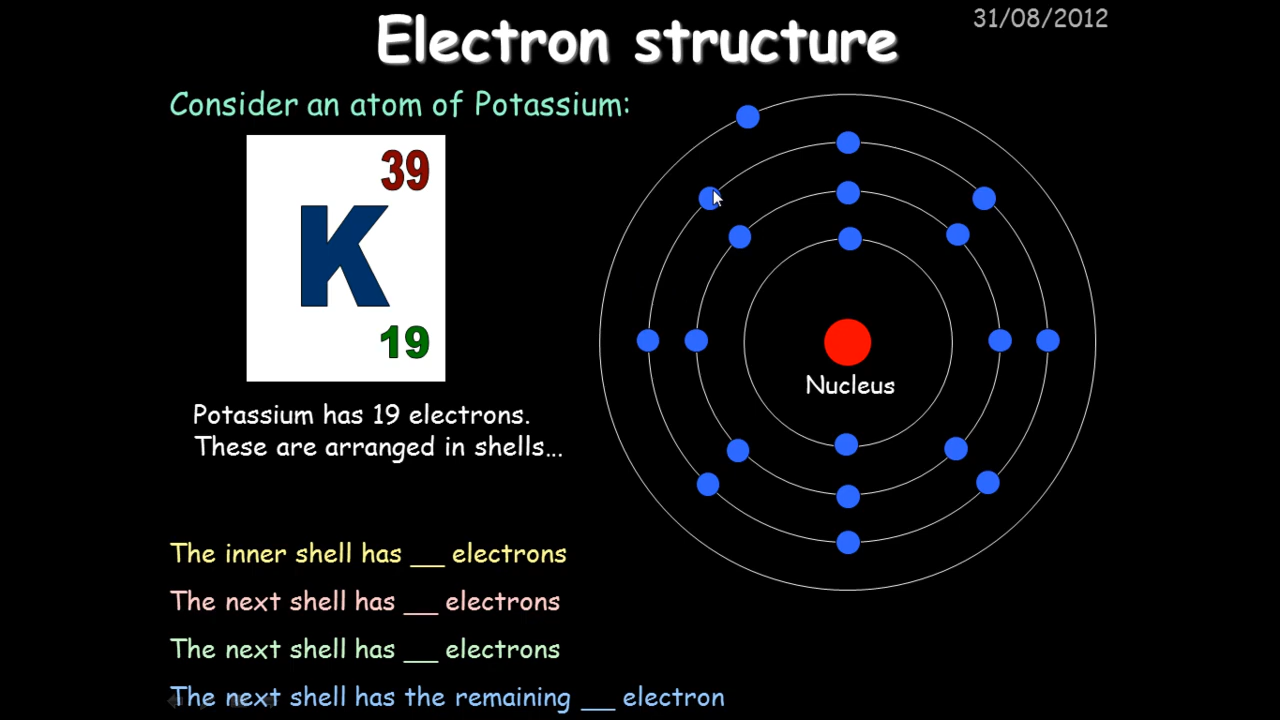 Electron structure
31/08/2012
Consider an atom of Potassium:
39
K
19
Nucleus
Potassium has 19 electrons.
These are arranged in shells...
The inner shell has __ electrons
The next shell has __ electrons
The next shell has __ electrons
The next shell has the remaining __ electron